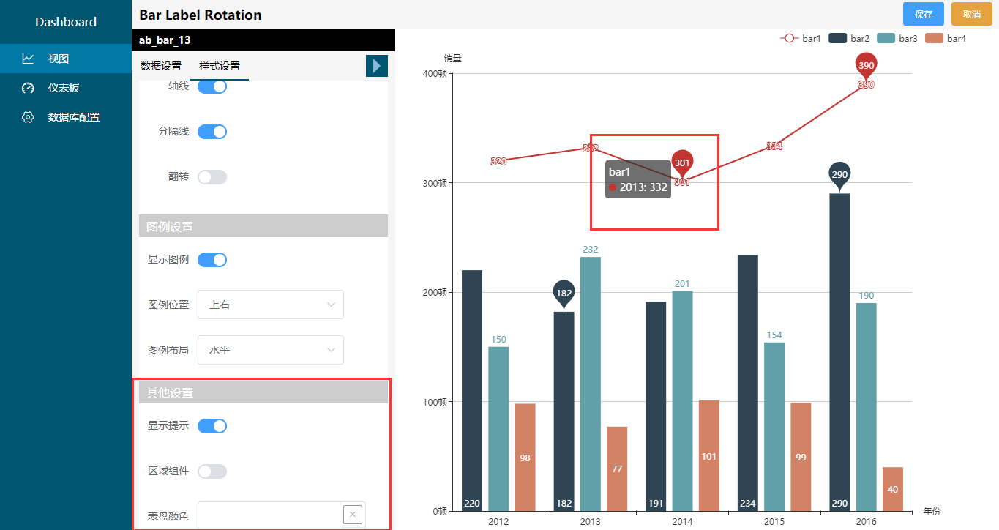 Dashboard
视图
仪表板
数据库配置
Bar Label Rotation
保存
取消
ab_bar_13
数据设置 样式设置
轴线
分隔线
翻转
图例设置
显示图例
图例位置 上右
图例布局 水平
其他设置
显示提示
区域组件
表盘颜色
bar1 bar2 bar3 bar4
销量
400顿
300顿
200顿
100顿
0顿
390
390
320
332
301
301
334
bar1
2013: 332
290
182
232
201
190
150
154
98
77
101
99
40
220
182
191
234
290
2012 2013 2014 2015 2016
年份